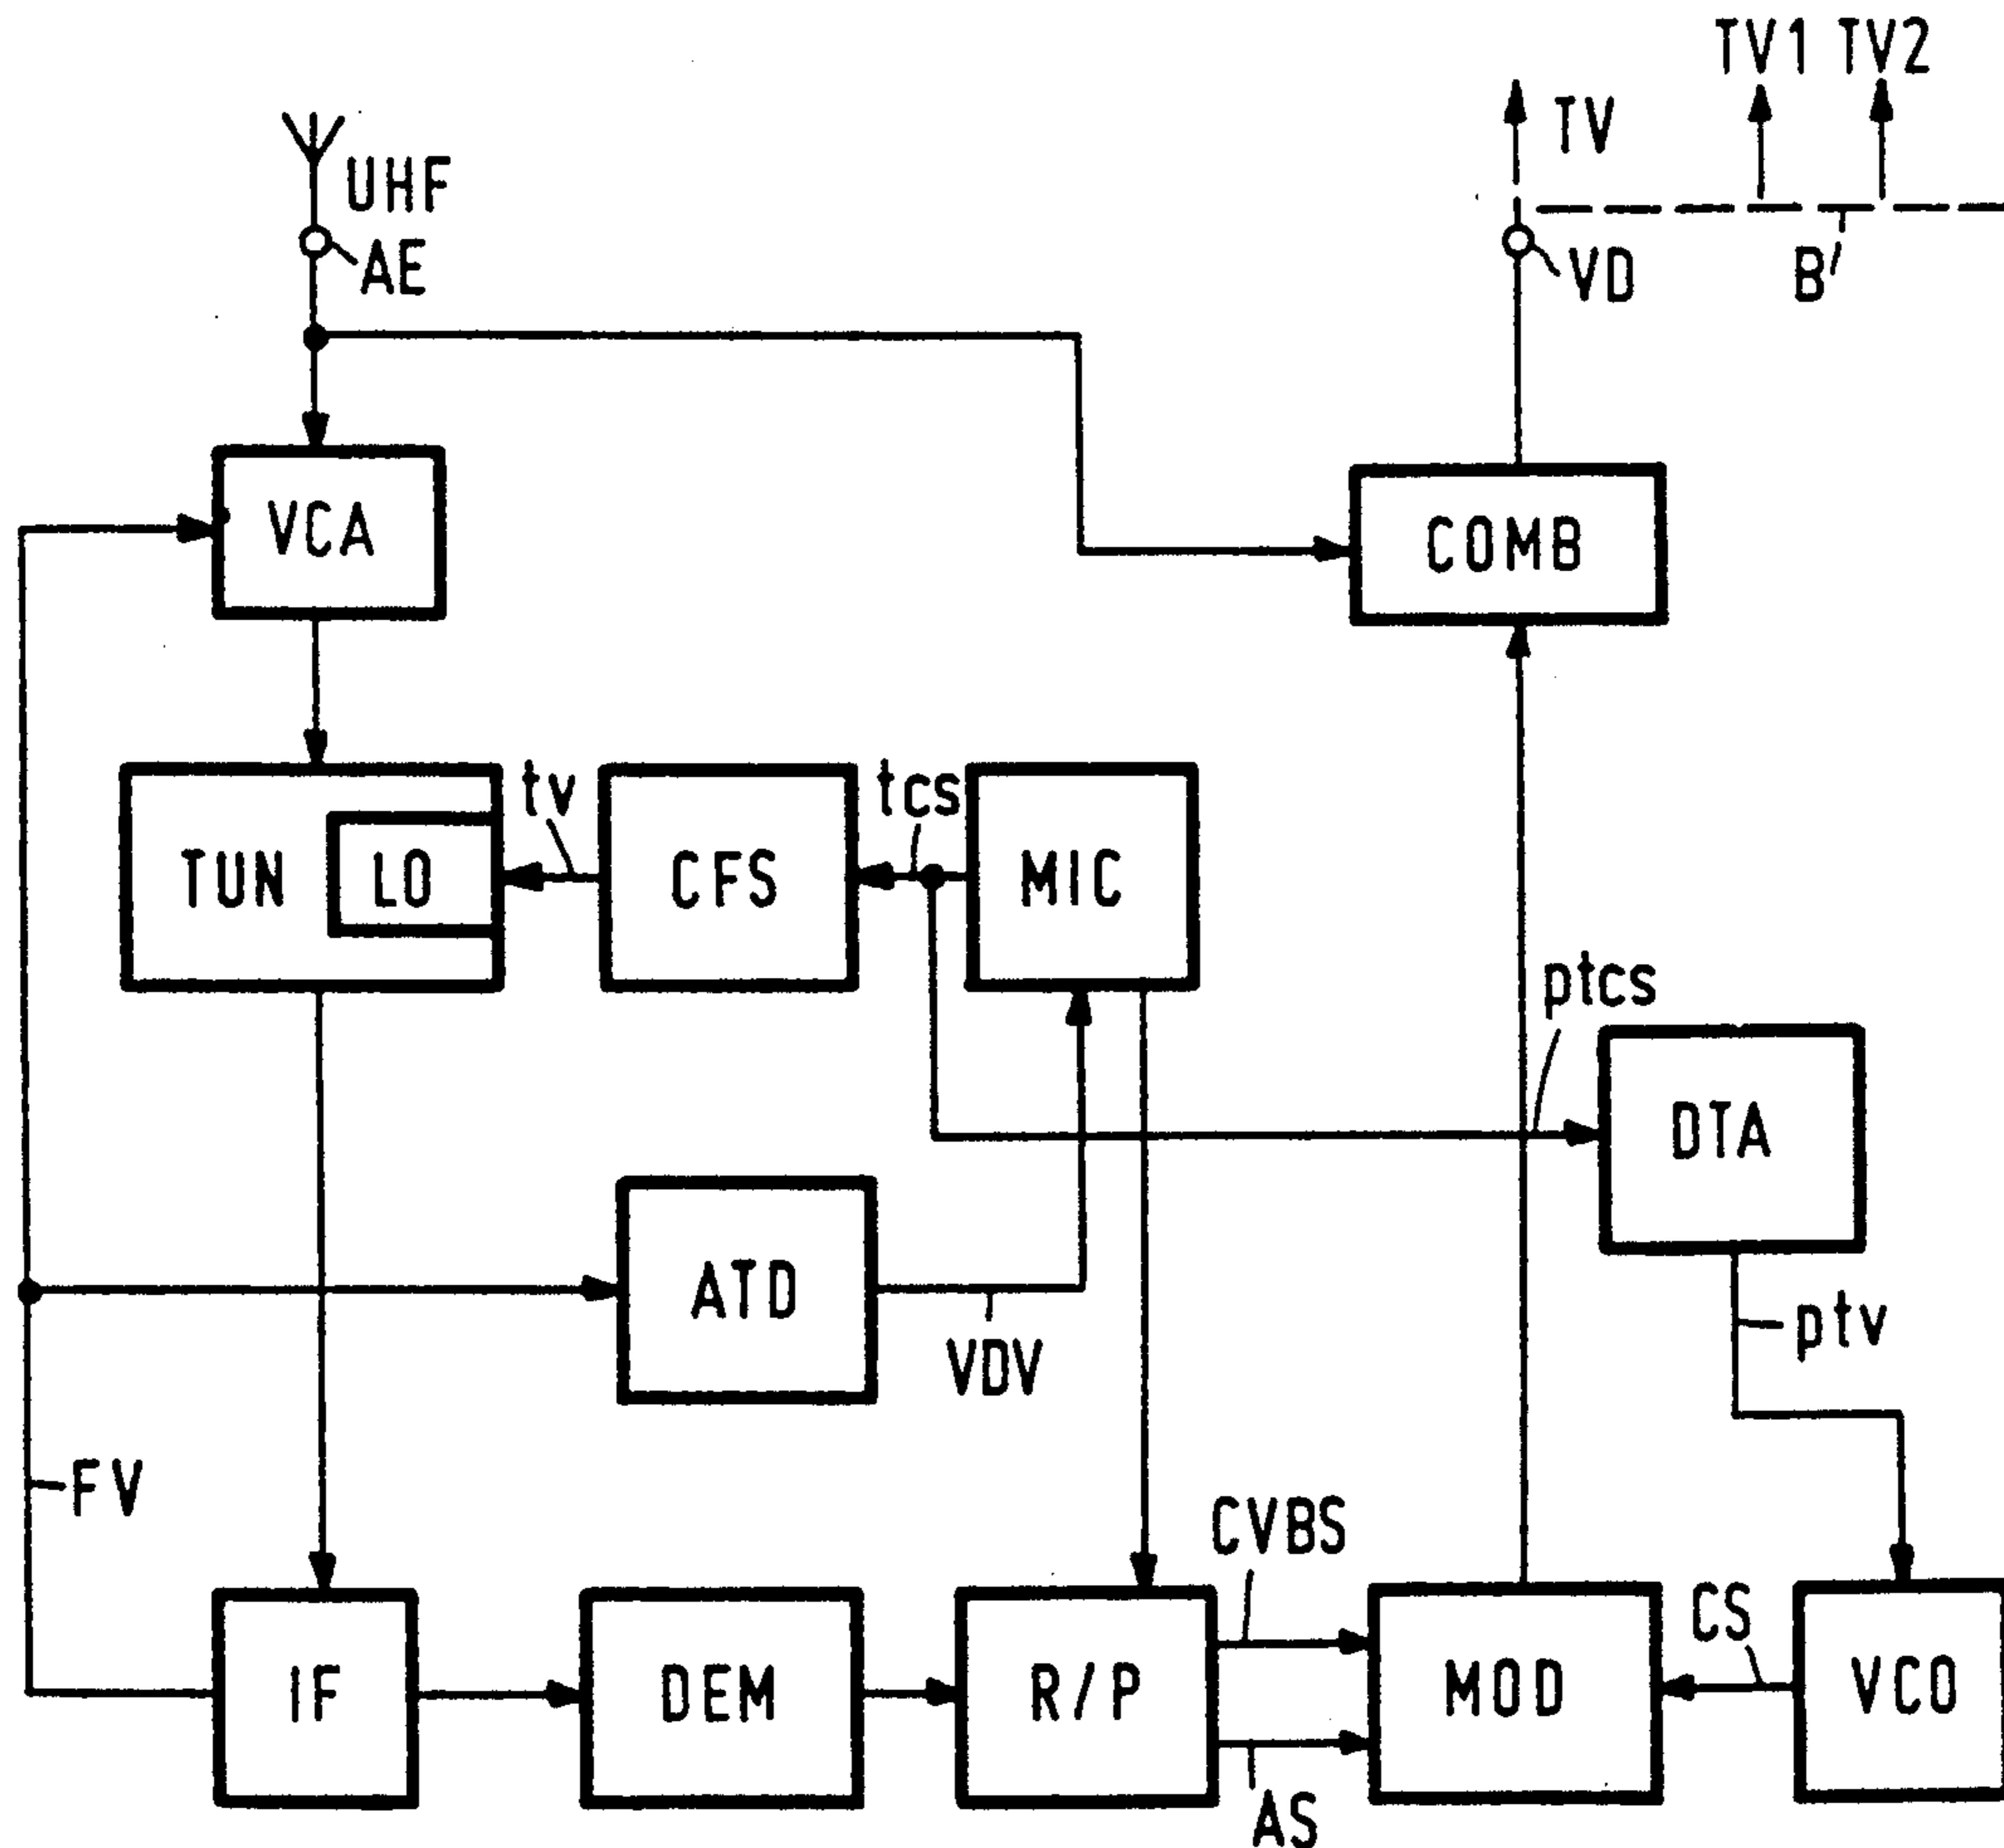 TV1 TV2
TV
UHF
AE
VD
B'
VCA
COMB
tv
tcs
TUN
LO
CFS
MIC
ptcs
DTA
ATD
VDV
ptv
FV
CVBS
CS
IF
DEM
R/P
MOD
VCO
AS